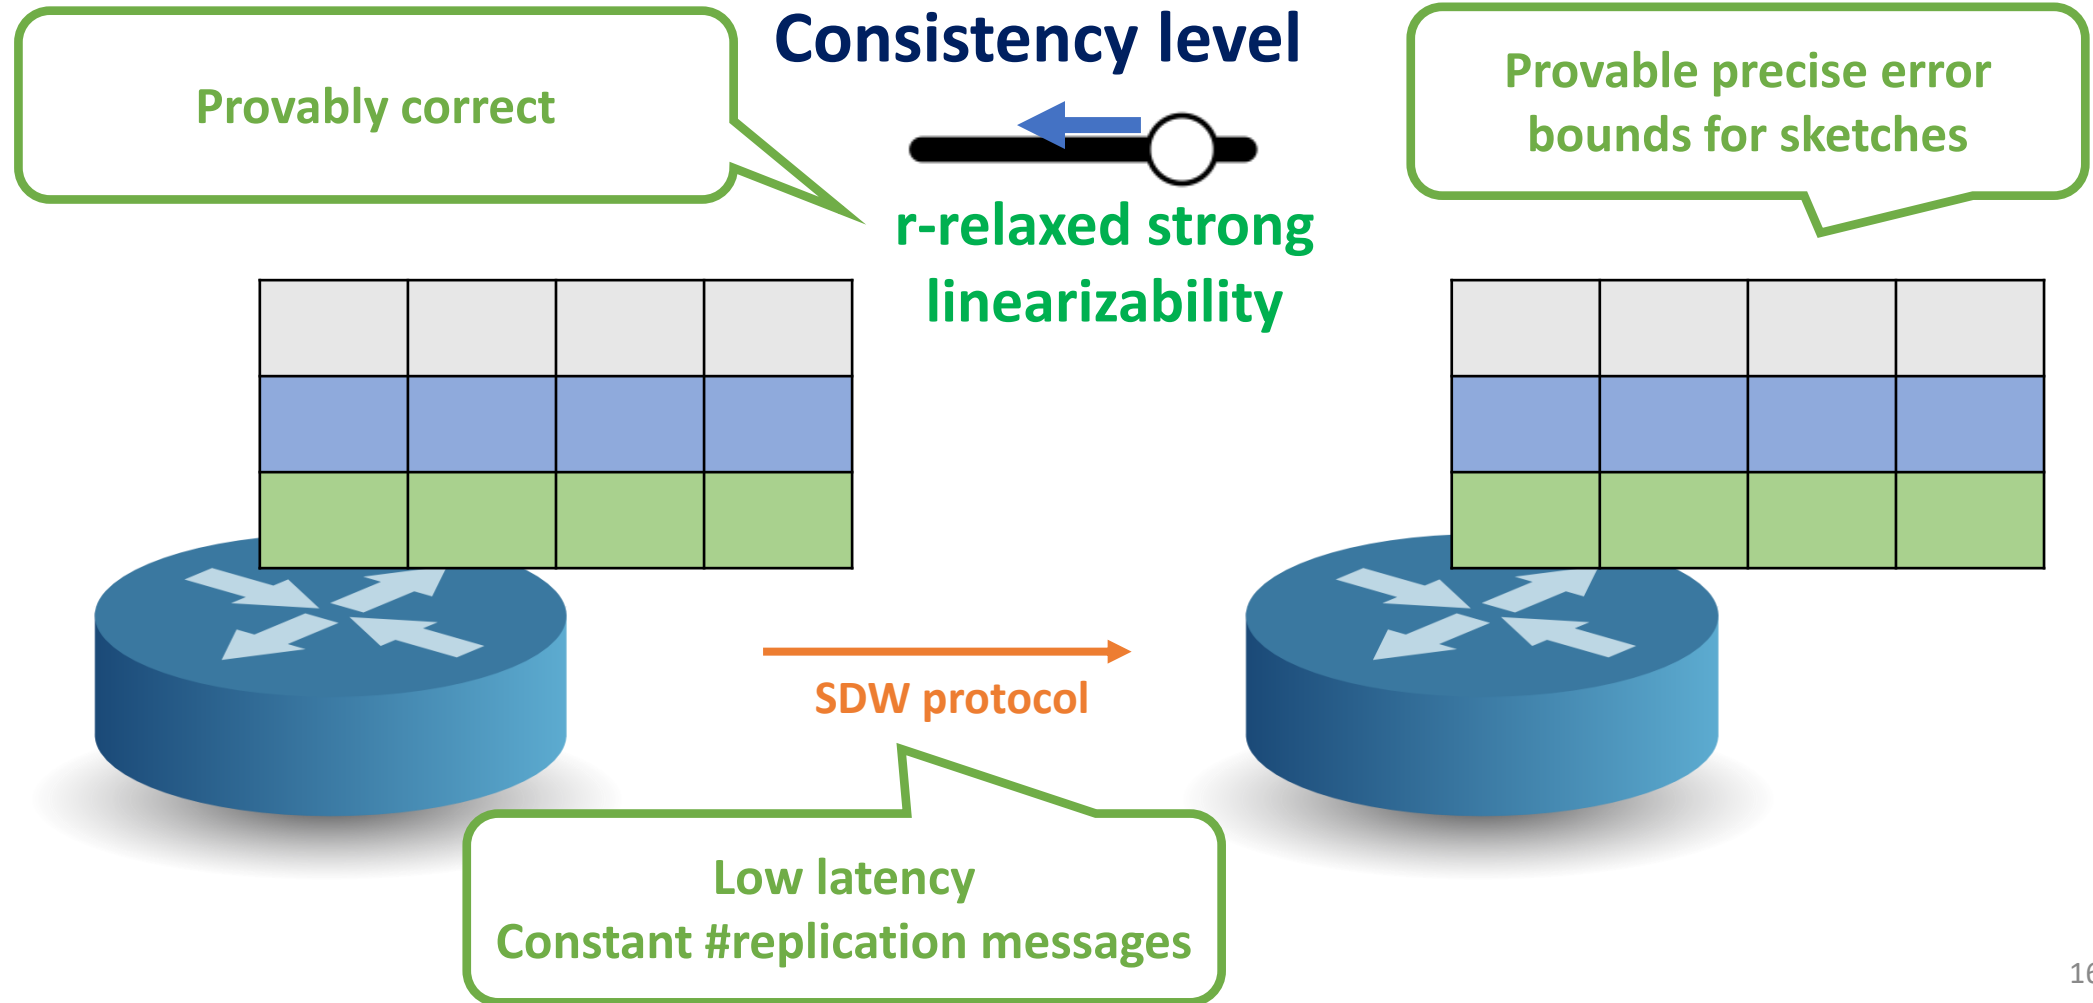 Consistency level
Provably correct
Provable precise error
bounds for sketches
r-relaxed strong
linearizability
SDW protocol
Low latency
Constant #replication messages
16